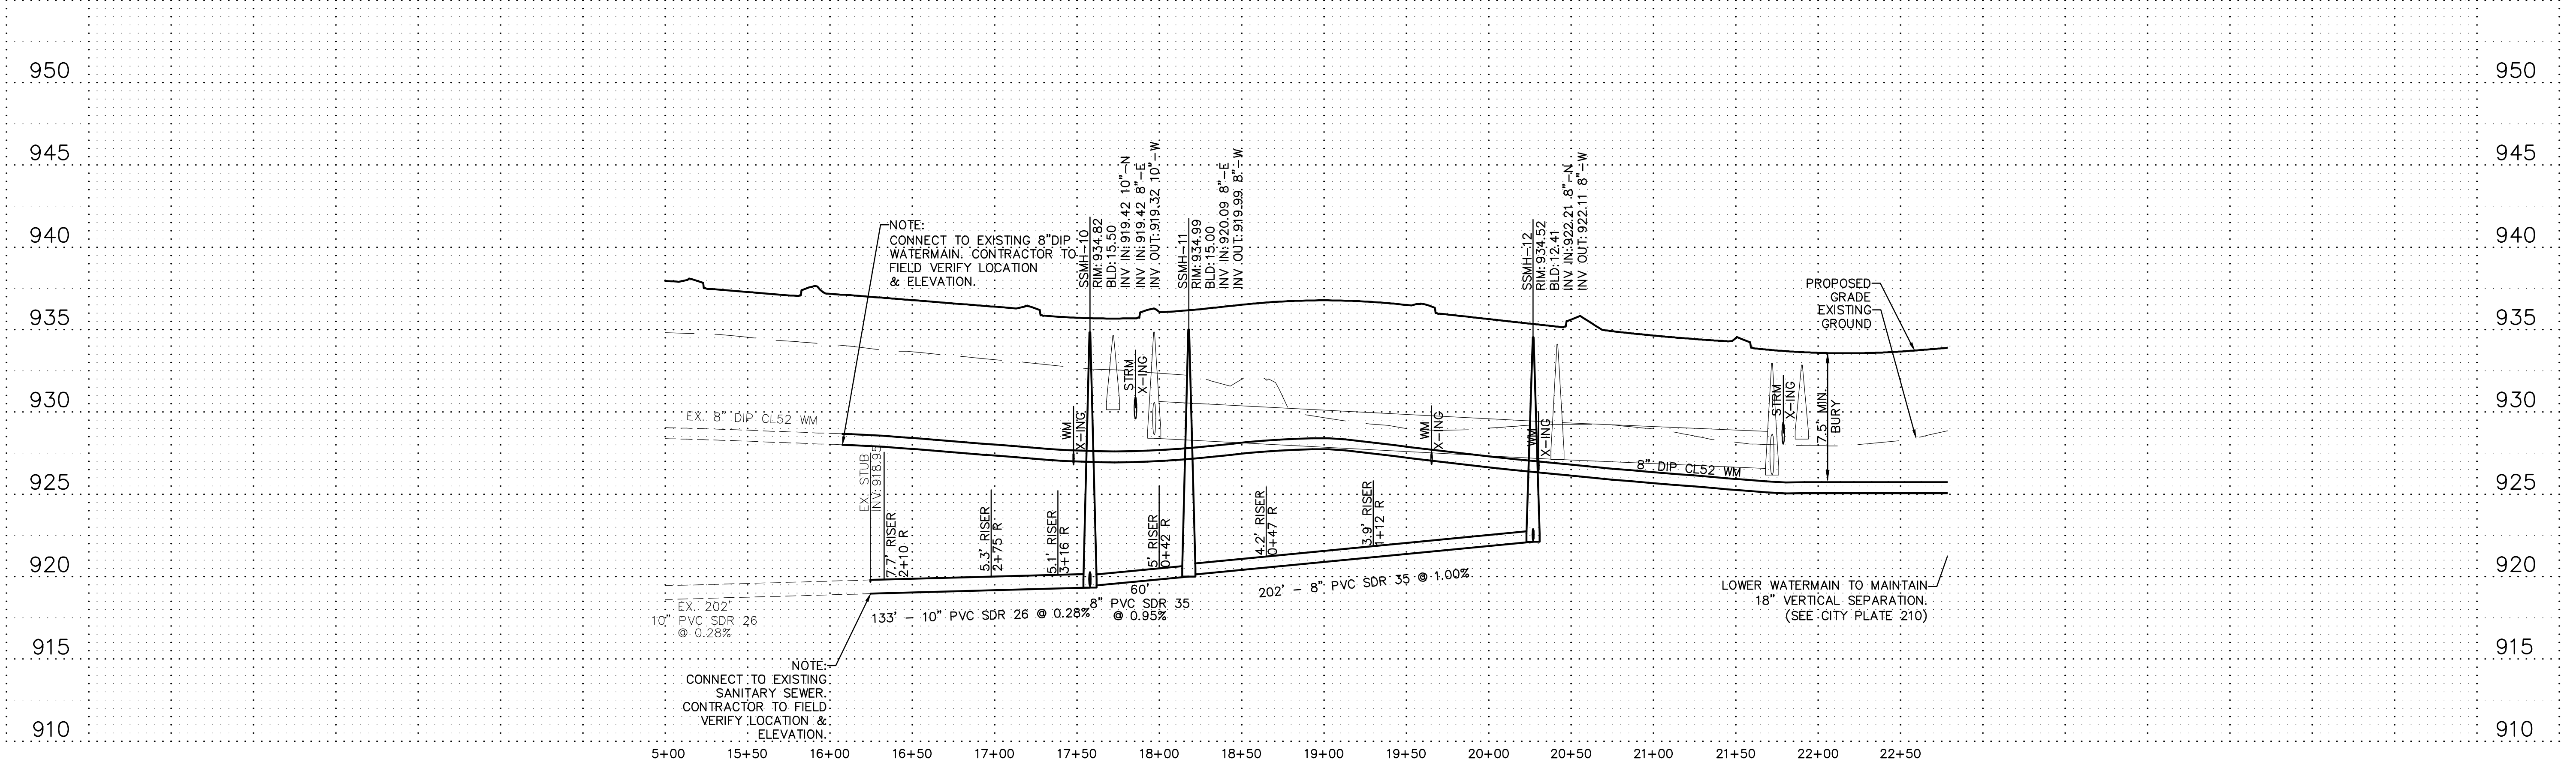 950
950
945
945
940
940
935
935
930
930
925
925
920
920
915
915
910
910
NOTE:
CONNECT TO EXISTING 8"DIP
WATERMAIN. CONTRACTOR TO
FIELD VERIFY LOCATION
& ELEVATION.
SSMH-10
RIM: 934.82
BLD:15.50
INV IN:919.42 10"-N
INV IN:919.42 8"-E
INV OUT:919.32 10"-W
SSMH-11
RIM: 934.99
BLD:15.00
INV IN:920.09 8"-E
INV OUT:919.99 8"-W
SSMH-12
RIM: 934.52
BLD:12.41
INV IN:922.21 8"-N
INV OUT:922.11 8"-W
PROPOSED
GRADE
EXISTING
GROUND
EX. 8" DIP CL52 WM
EX. STUB
INV:918.95
WM
X-ING
STRM
X-ING
WM
X-ING
WM
X-ING
STRM
X-ING
7.5' MIN.
BURY
8" DIP CL52 WM
7.7' RISER
2+10 R
5.3' RISER
2+75 R
5.1' RISER
3+16 R
5' RISER
0+42 R
4.2' RISER
0+47 R
3.9' RISER
1+12 R
EX. 202'
10" PVC SDR 26
@ 0.28%
133' - 10" PVC SDR 26 @ 0.28%
60'
8" PVC SDR 35
@ 0.95%
202' - 8" PVC SDR 35 @ 1.00%
LOWER WATERMAIN TO MAINTAIN
18" VERTICAL SEPARATION.
(SEE CITY PLATE 210)
NOTE:
CONNECT TO EXISTING
SANITARY SEWER.
CONTRACTOR TO FIELD
VERIFY LOCATION &
ELEVATION.
5+00 15+50 16+00 16+50 17+00 17+50 18+00 18+50 19+00 19+50 20+00 20+50 21+00 21+50 22+00 22+50